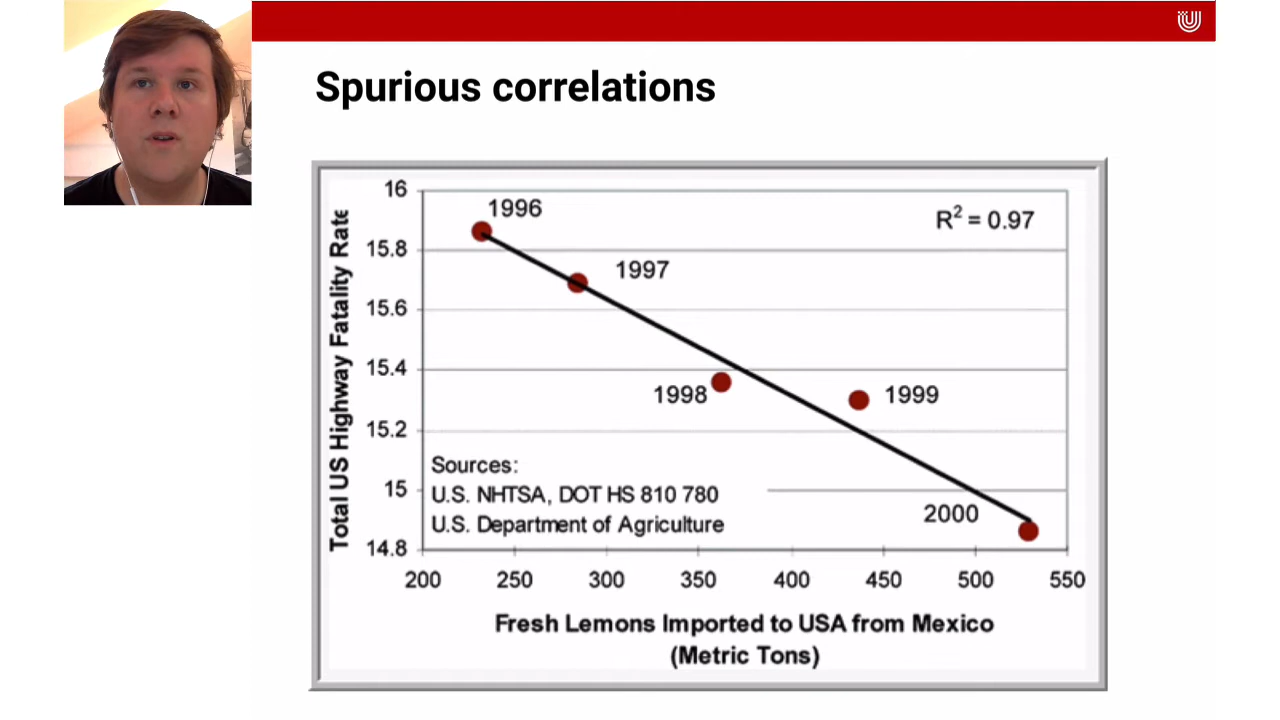 Spurious correlations
16
15.8
15.6
15.4
15.2
15
14.8
Total US Highway Fatality Rate
1996
1997
1998
1999
2000
R² = 0.97
Sources:
U.S. NHTSA, DOT HS 810 780
U.S. Department of Agriculture
200 250 300 350 400 450 500 550
Fresh Lemons Imported to USA from Mexico
(Metric Tons)